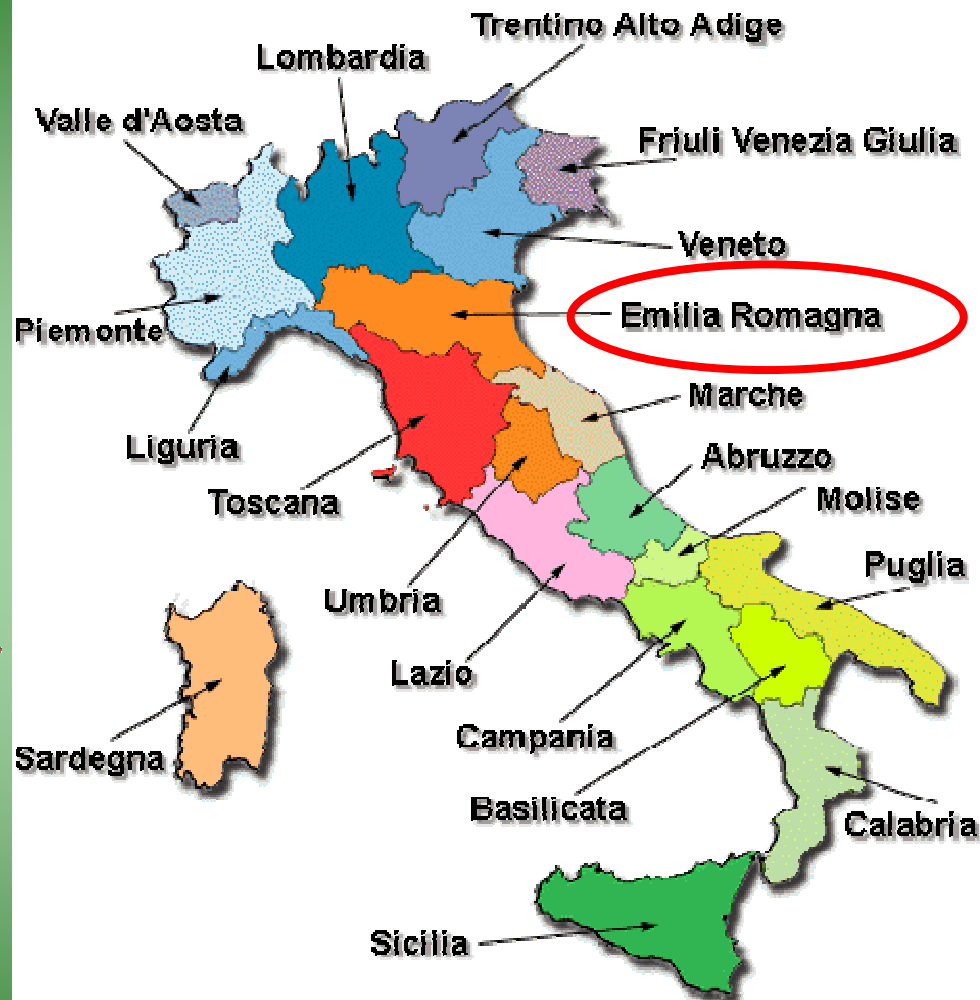 Trentino Alto Adige
Lombardia
Valle d'Aosta
Friuli Venezia Giulia
Veneto
Emilia Romagna
Piemonte
Marche
Liguria
Abruzzo
Toscana
Molise
Puglia
Umbria
Lazio
Campania
Sardegna
Basilicata
Calabria
Sicilia